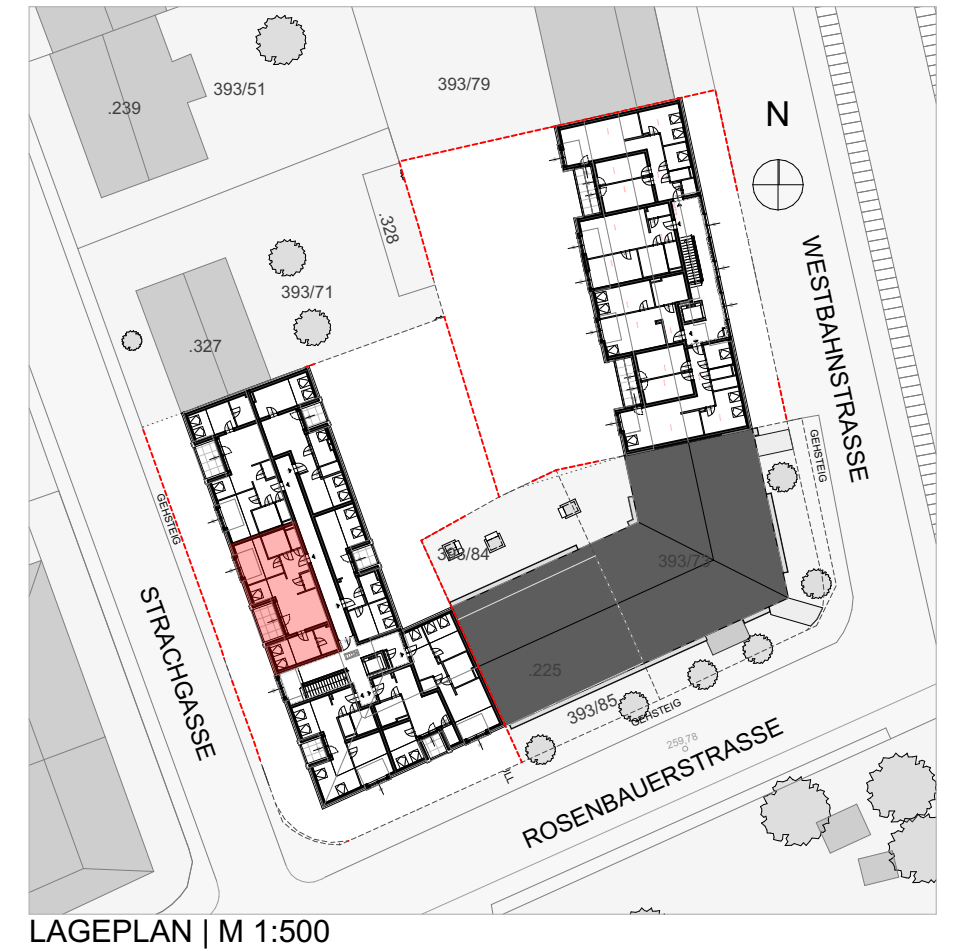 393/79
393/51
.239
N
.328
393/71
.327
WESTBAHNSTRASSE
GEHSTEIG
GEHSTEIG
393/84
393/73
STRACHGASSE
.225
393/85
GEHSTEIG
259,78
ROSENBAUERSTRASSE
LAGEPLAN | M 1:500